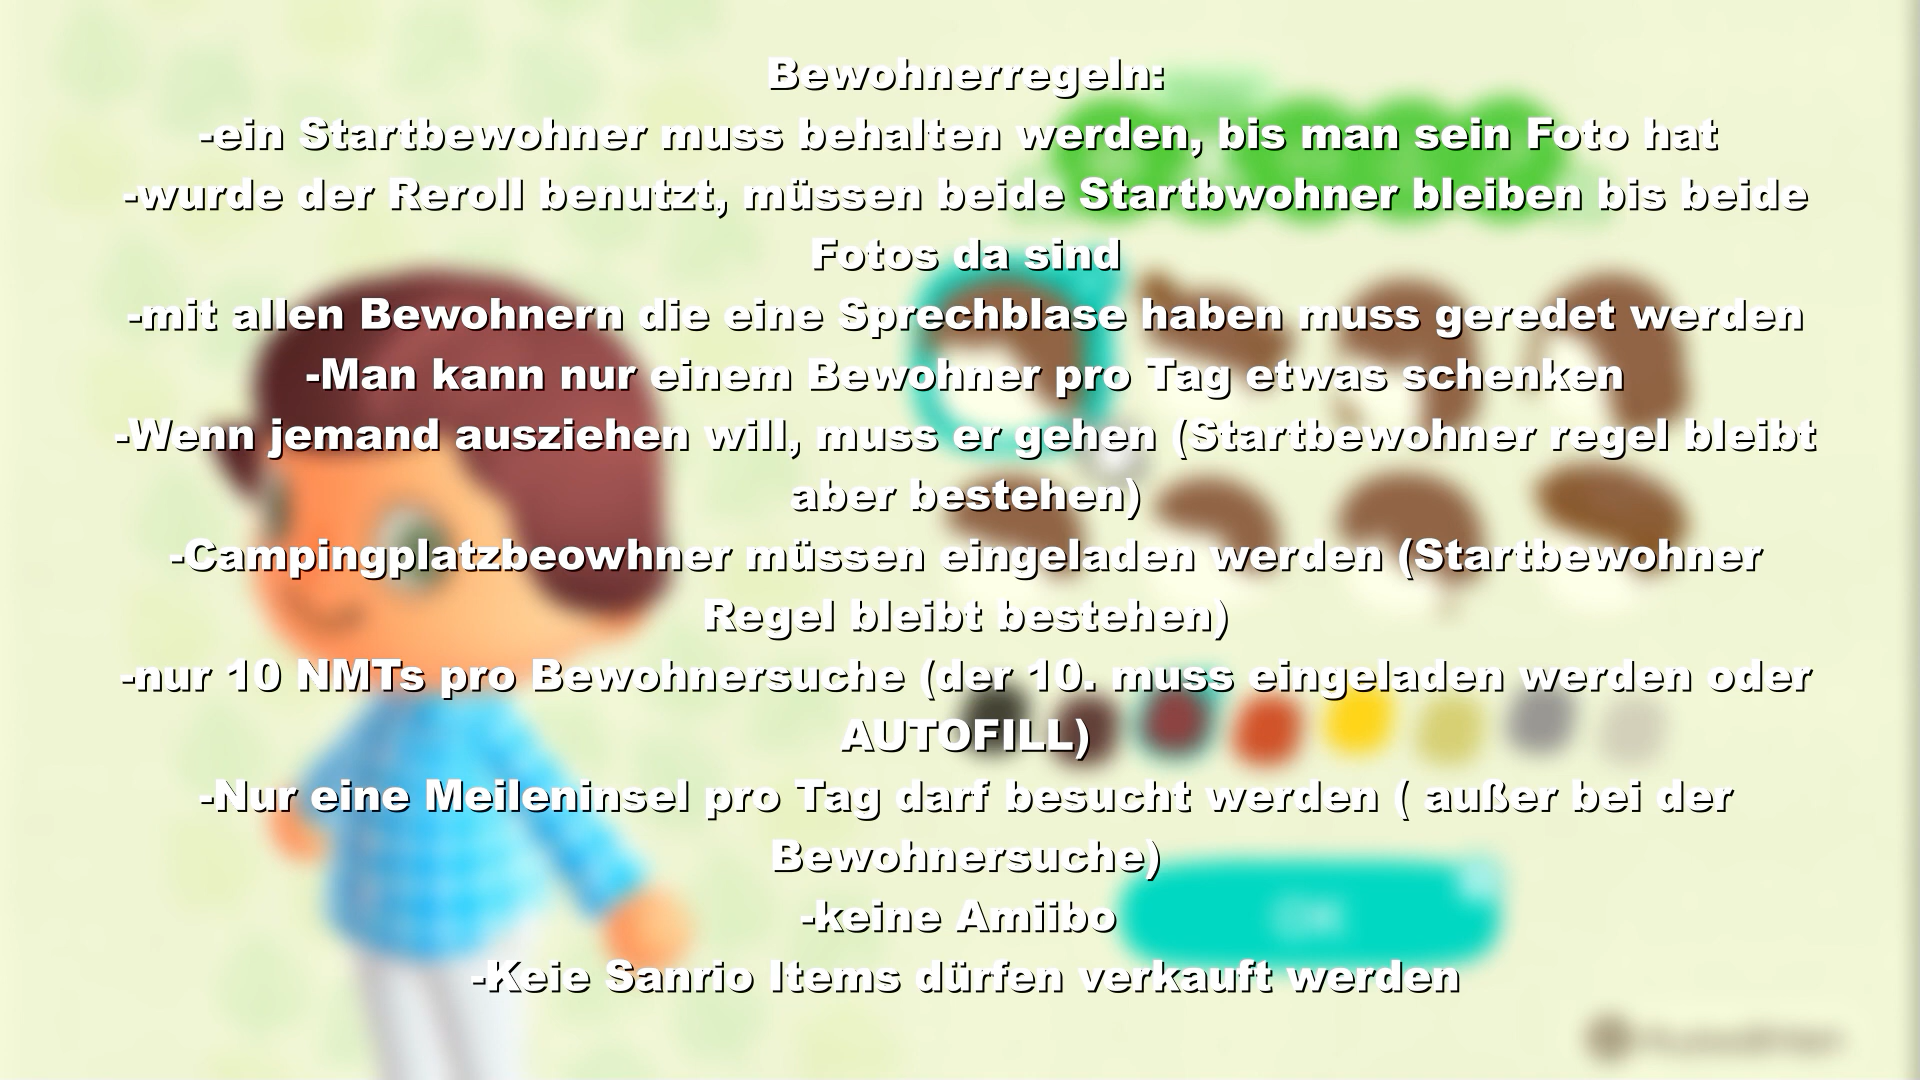 Bewohnerregeln:
-ein Startbewohner muss behalten werden, bis man sein Foto hat
-wurde der Reroll benutzt, müssen beide Startbwohner bleiben bis beide
Fotos da sind
-mit allen Bewohnern die eine Sprechblase haben muss geredet werden
-Man kann nur einem Bewohner pro Tag etwas schenken
-Wenn jemand ausziehen will, muss er gehen (Startbewohner regel bleibt
aber bestehen)
-Campingplatzbeowhner müssen eingeladen werden (Startbewohner
Regel bleibt bestehen)
-nur 10 NMTs pro Bewohnersuche (der 10. muss eingeladen werden oder
AUTOFILL)
-Nur eine Meileninsel pro Tag darf besucht werden ( außer bei der
Bewohnersuche)
-keine Amiibo
-Keie Sanrio Items dürfen verkauft werden